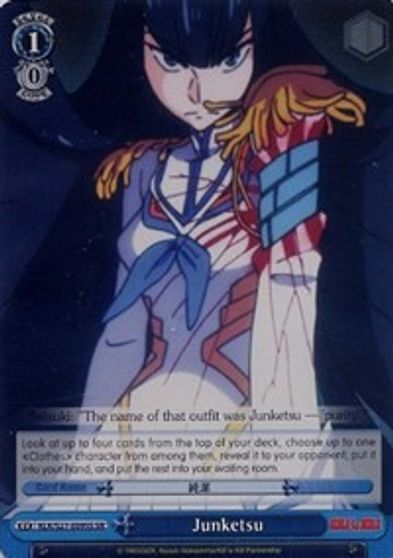 1
0
Satsuki: "The name of that outfit was Junketsu — 'purity.'"
Look at up to four cards from the top of your deck, choose up to one
«Clothes» character from among them, reveal it to your opponent, put it
into your hand, and put the rest into your waiting room.
Card Name 純潔
Junketsu